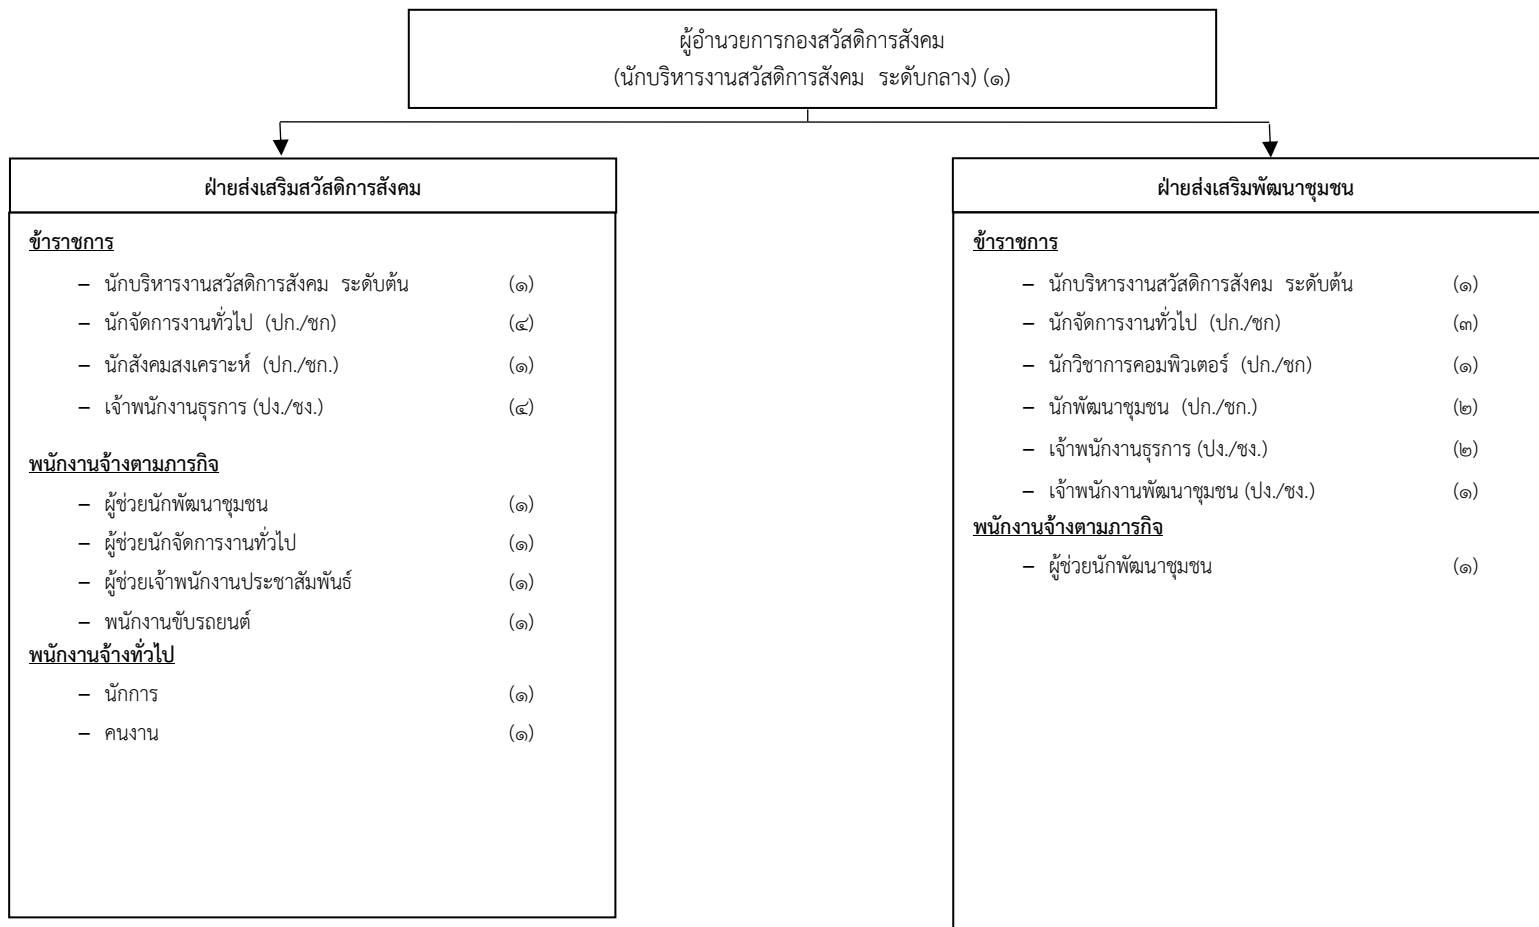 ผู้อำนวยการกองสวัสดิการสังคม
(นักบริหารงานสวัสดิการสังคม ระดับกลาง) (๑)
ฝ่ายส่งเสริมสวัสดิการสังคม
ข้าราชการ
– นักบริหารงานสวัสดิการสังคม ระดับต้น (๑)
– นักจัดการงานทั่วไป (ปก./ชก) (๔)
– นักสังคมสงเคราะห์ (ปก./ชก.) (๑)
– เจ้าพนักงานธุรการ (ปง./ชง.) (๔)
พนักงานจ้างตามภารกิจ
– ผู้ช่วยนักพัฒนาชุมชน (๑)
– ผู้ช่วยนักจัดการงานทั่วไป (๑)
– ผู้ช่วยเจ้าพนักงานประชาสัมพันธ์ (๑)
– พนักงานขับรถยนต์ (๑)
พนักงานจ้างทั่วไป
– นักการ (๑)
– คนงาน (๑)
ฝ่ายส่งเสริมพัฒนาชุมชน
ข้าราชการ
– นักบริหารงานสวัสดิการสังคม ระดับต้น (๑)
– นักจัดการงานทั่วไป (ปก./ชก) (๓)
– นักวิชาการคอมพิวเตอร์ (ปก./ชก) (๑)
– นักพัฒนาชุมชน (ปก./ชก.) (๒)
– เจ้าพนักงานธุรการ (ปง./ชง.) (๒)
– เจ้าพนักงานพัฒนาชุมชน (ปง./ชง.) (๑)
พนักงานจ้างตามภารกิจ
– ผู้ช่วยนักพัฒนาชุมชน (๑)